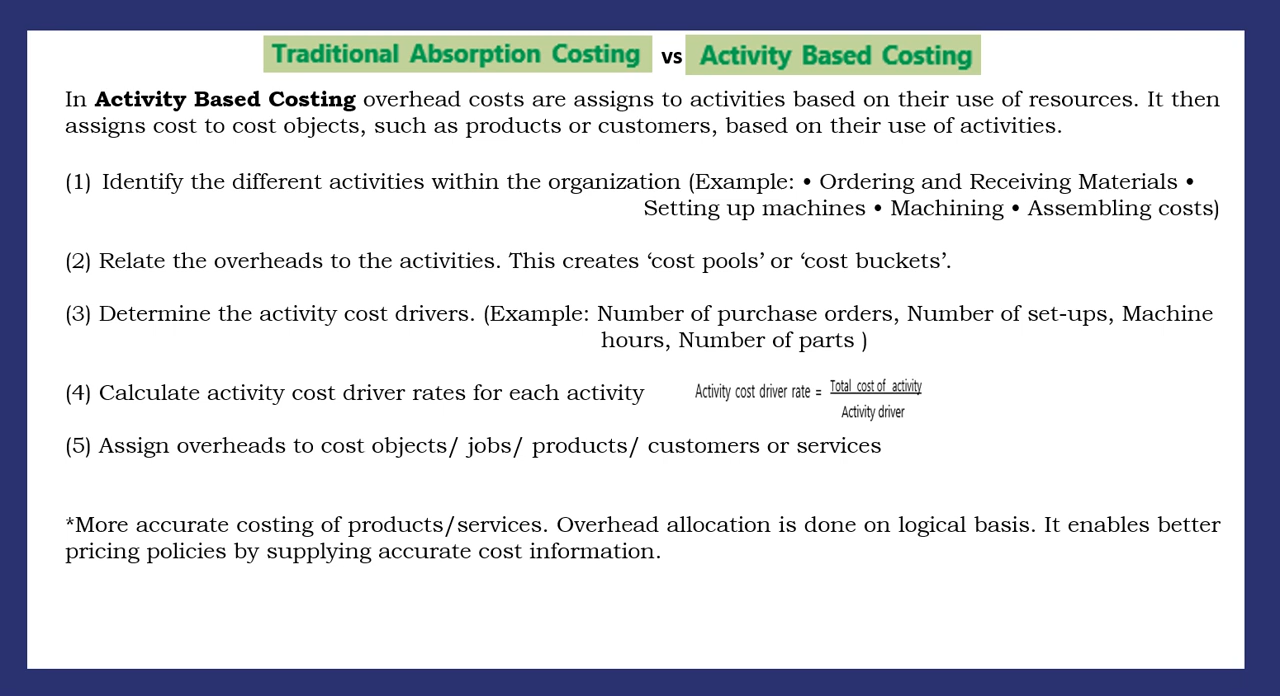 Traditional Absorption Costing vs Activity Based Costing
In Activity Based Costing overhead costs are assigns to activities based on their use of resources. It then
assigns cost to cost objects, such as products or customers, based on their use of activities.
(1) Identify the different activities within the organization (Example: • Ordering and Receiving Materials •
Setting up machines • Machining • Assembling costs)
(2) Relate the overheads to the activities. This creates ‘cost pools’ or ‘cost buckets’.
(3) Determine the activity cost drivers. (Example: Number of purchase orders, Number of set-ups, Machine
hours, Number of parts )
(4) Calculate activity cost driver rates for each activity Activity cost driver rate = Total cost of activity
Activity driver
(5) Assign overheads to cost objects/ jobs/ products/ customers or services
*More accurate costing of products/services. Overhead allocation is done on logical basis. It enables better
pricing policies by supplying accurate cost information.